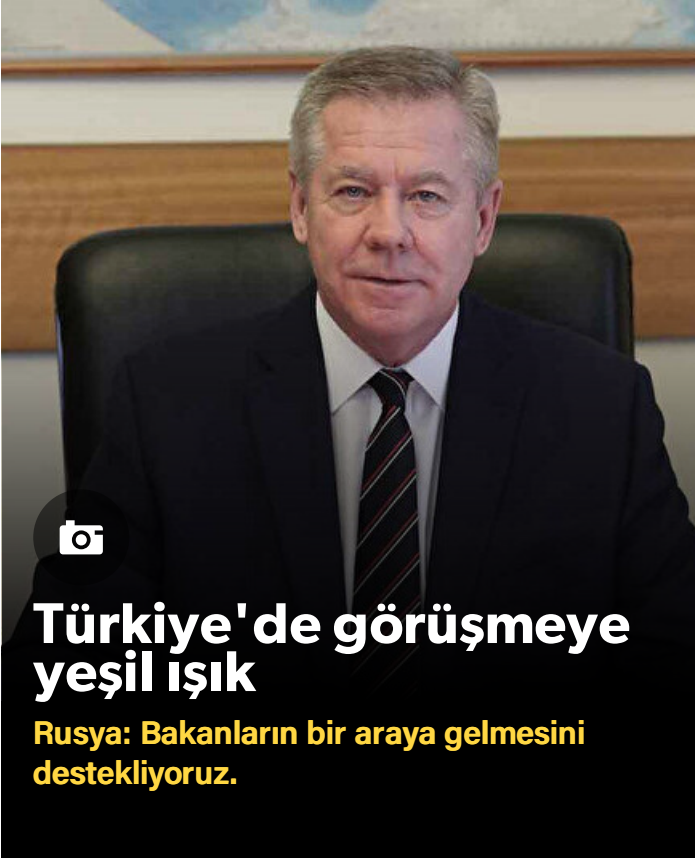 Türkiye'de görüşmeye
yeşil ışık
Rusya: Bakanların bir araya gelmesini
destekliyoruz.